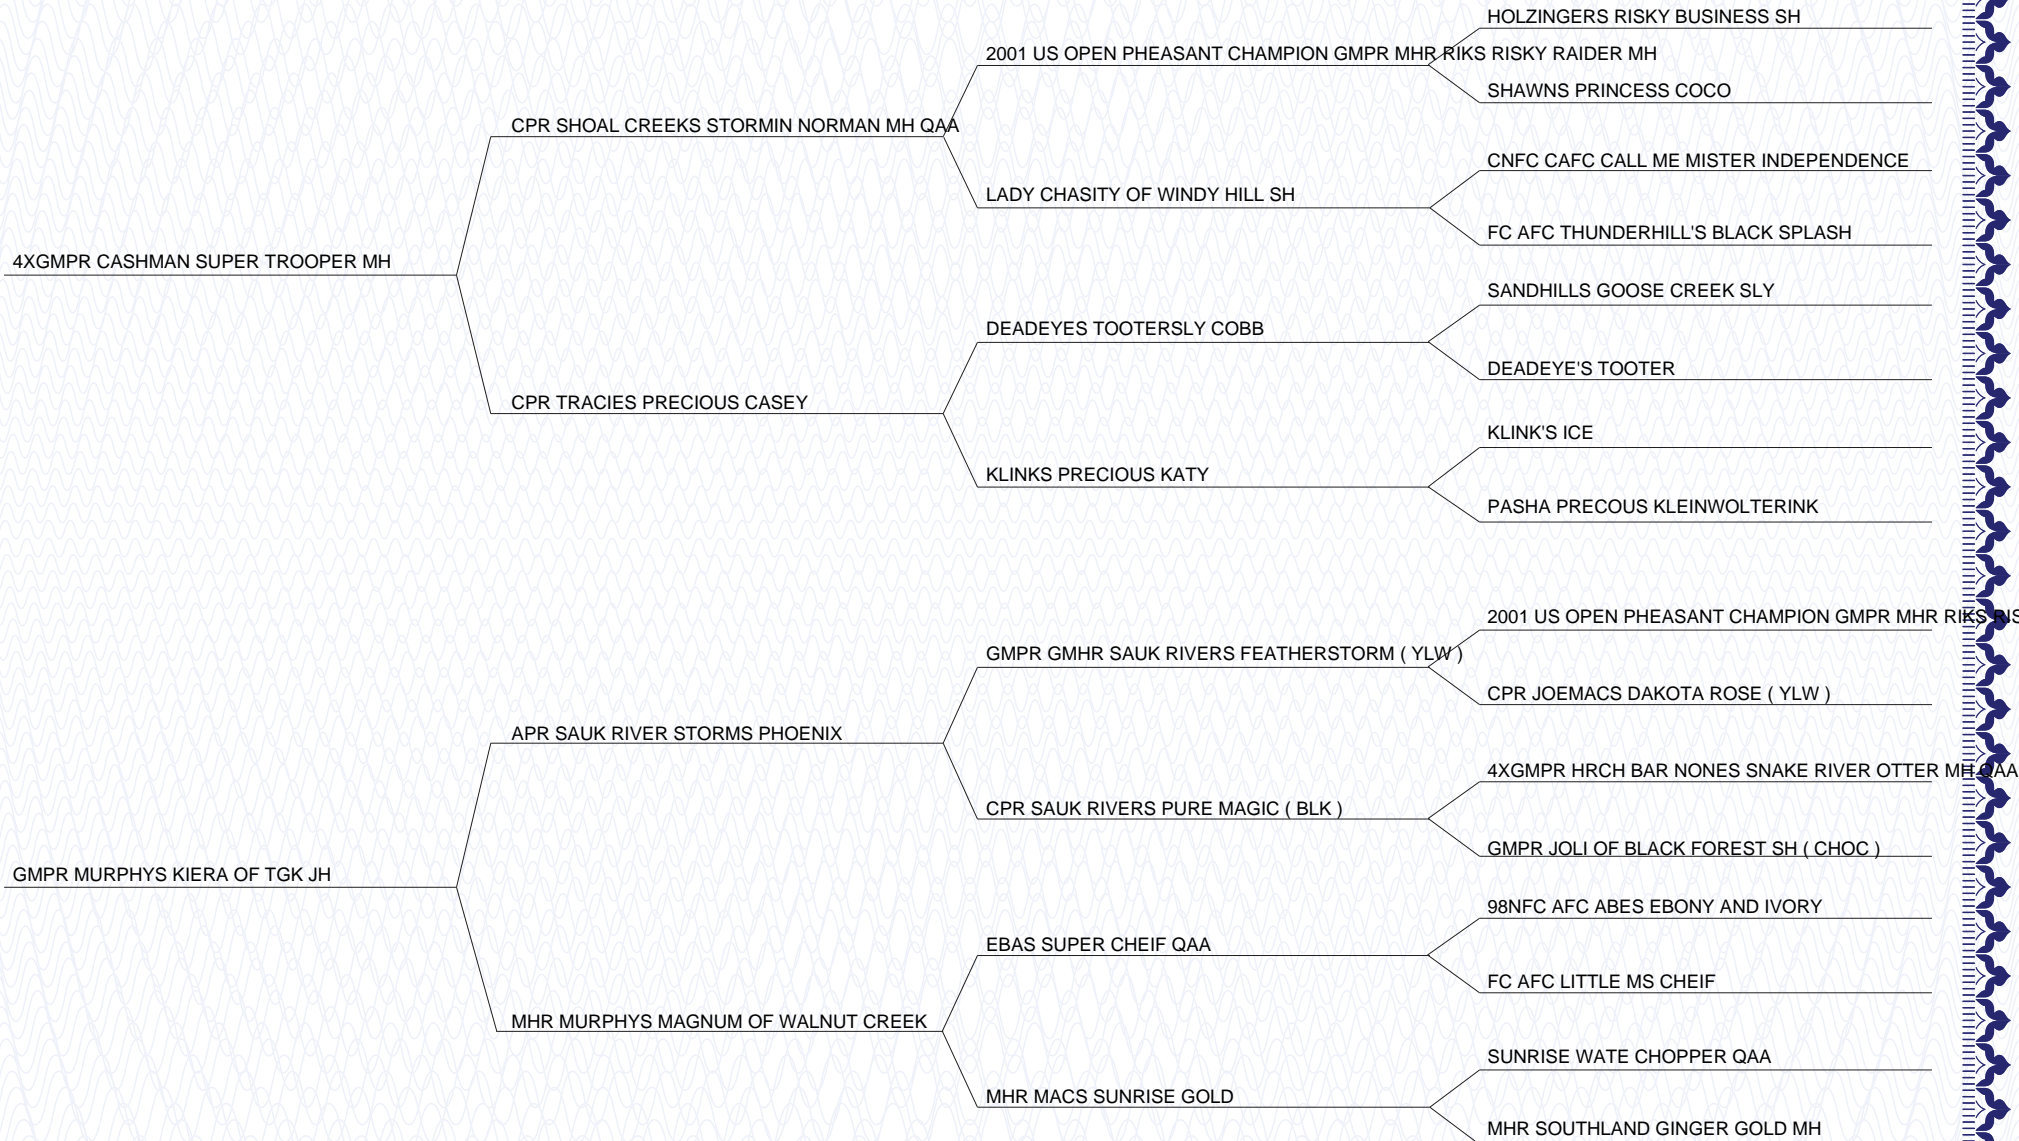 HOLZINGERS RISKY BUSINESS SH
2001 US OPEN PHEASANT CHAMPION GMPR MHR RIKS RISKY RAIDER MH
SHAWNS PRINCESS COCO
CPR SHOAL CREEKS STORMIN NORMAN MH QAA
CNFC CAFC CALL ME MISTER INDEPENDENCE
LADY CHASITY OF WINDY HILL SH
FC AFC THUNDERHILL'S BLACK SPLASH
4XGMPR CASHMAN SUPER TROOPER MH
SANDHILLS GOOSE CREEK SLY
DEADEYES TOOTERSLY COBB
DEADEYE'S TOOTER
CPR TRACIES PRECIOUS CASEY
KLINK'S ICE
KLINKS PRECIOUS KATY
PASHA PRECOUS KLEINWOLTERINK
2001 US OPEN PHEASANT CHAMPION GMPR MHR RIKS RIS
GMPR GMHR SAUK RIVERS FEATHERSTORM ( YLW )
CPR JOEMACS DAKOTA ROSE ( YLW )
APR SAUK RIVER STORMS PHOENIX
4XGMPR HRCH BAR NONES SNAKE RIVER OTTER MH QAA
CPR SAUK RIVERS PURE MAGIC ( BLK )
GMPR JOLI OF BLACK FOREST SH ( CHOC )
GMPR MURPHYS KIERA OF TGK JH
98NFC AFC ABES EBONY AND IVORY
EBAS SUPER CHEIF QAA
FC AFC LITTLE MS CHEIF
MHR MURPHYS MAGNUM OF WALNUT CREEK
SUNRISE WATE CHOPPER QAA
MHR MACS SUNRISE GOLD
MHR SOUTHLAND GINGER GOLD MH